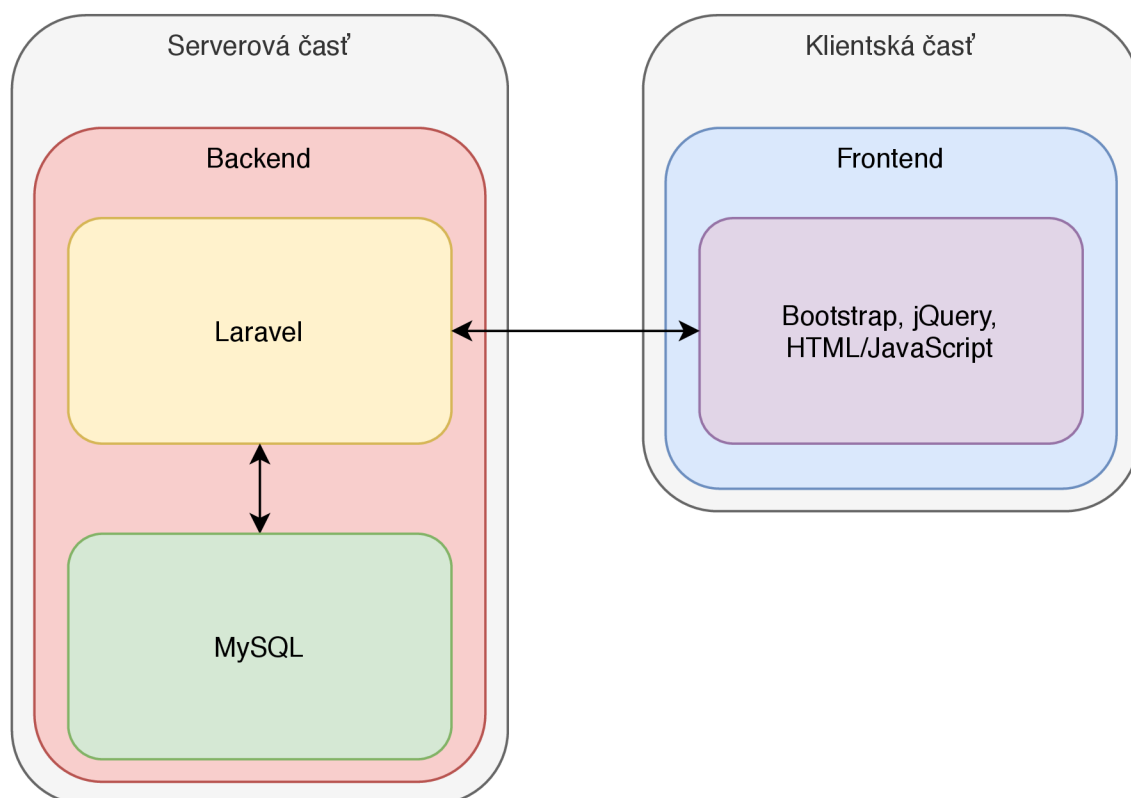 Serverová časť
Backend
Laravel
MySQL
Klientská časť
Frontend
Bootstrap, jQuery,
HTML/JavaScript